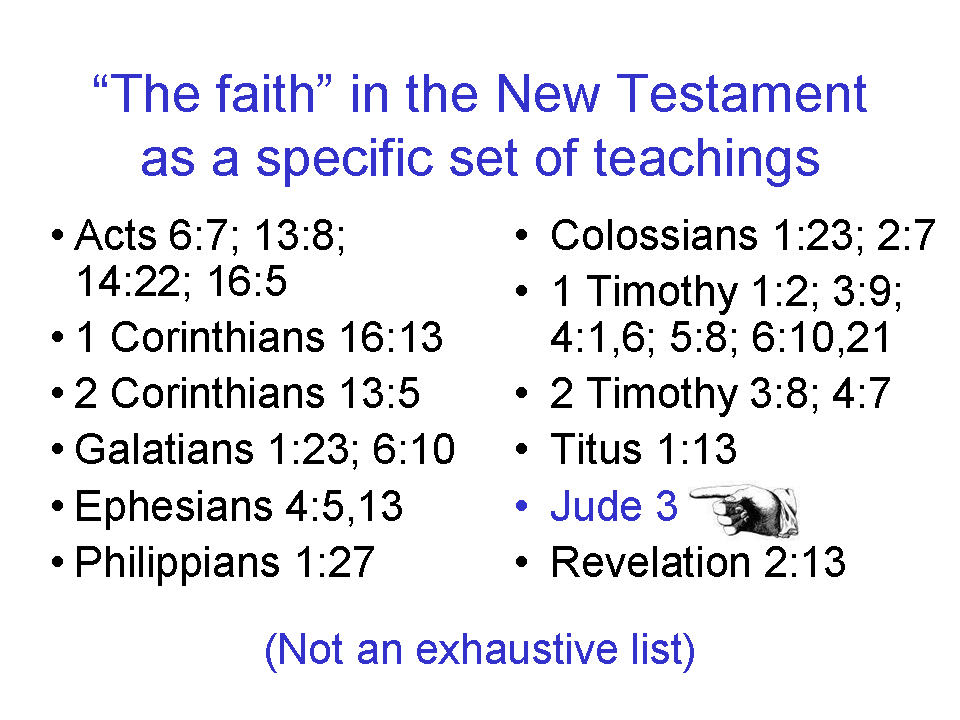 “The faith” in the New Testament
as a specific set of teachings
• Acts 6:7; 13:8;
14:22; 16:5
• 1 Corinthians 16:13
• 2 Corinthians 13:5
• Galatians 1:23; 6:10
• Ephesians 4:5,13
• Philippians 1:27
• Colossians 1:23; 2:7
• 1 Timothy 1:2; 3:9;
4:1,6; 5:8; 6:10,21
• 2 Timothy 3:8; 4:7
• Titus 1:13
• Jude 3
• Revelation 2:13
(Not an exhaustive list)